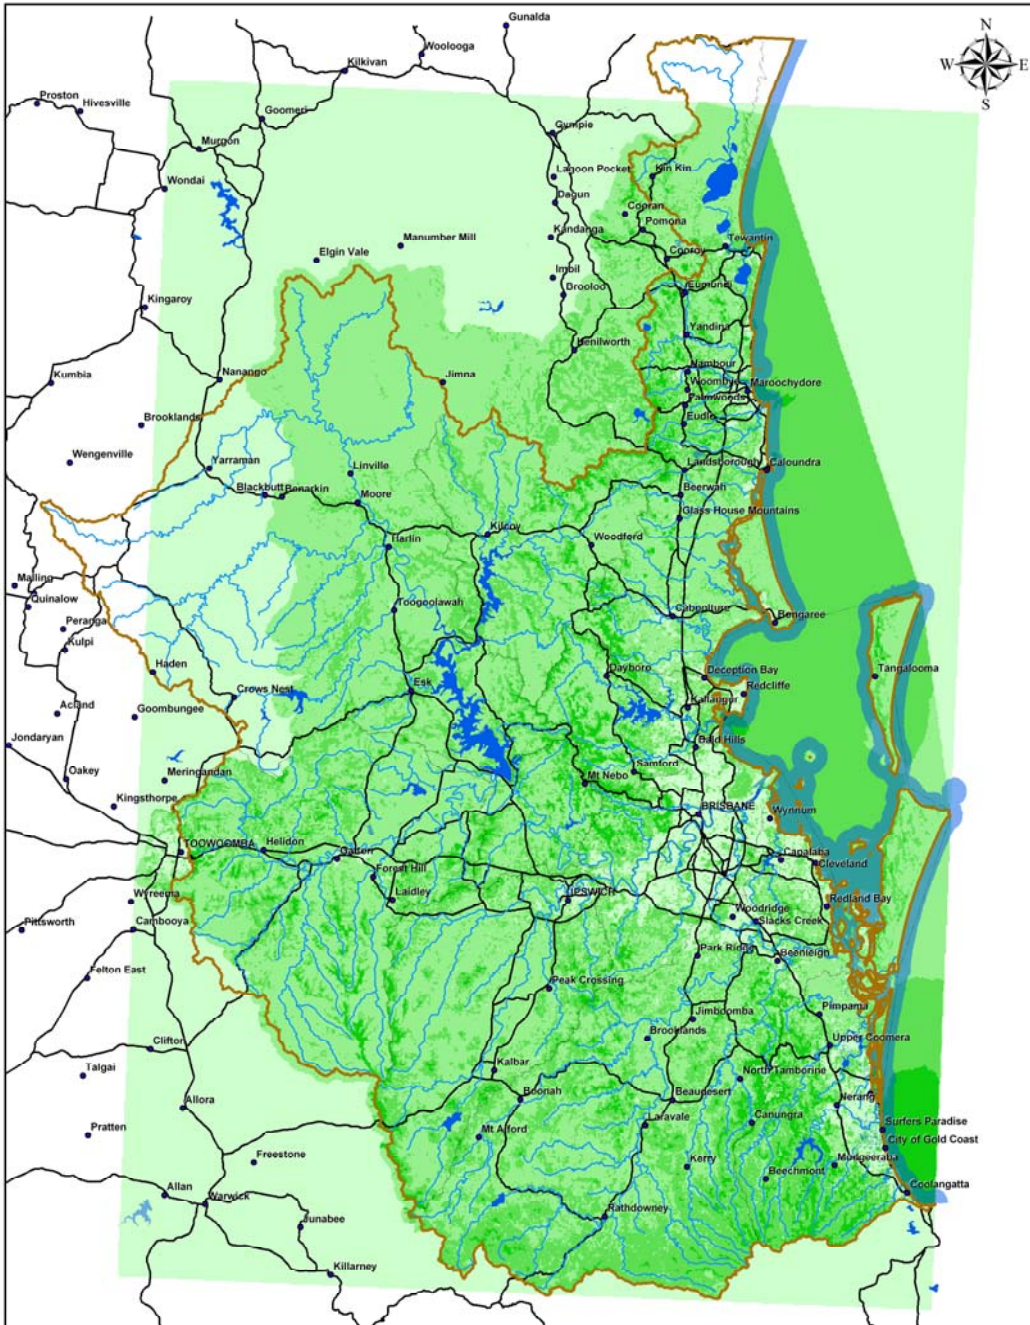 Gunalda
N
Woolooga
Kilkivan
W
E
S
Proston
Hivesville
Goomeri
Gympie
Murgon
Lagoon Pocket
Kin Kin
Wondai
Dagun
Cooran
Pomona
Kandanga
Manumber Mill
Tewantin
Elgin Vale
Cooroy
Imbil
Brooloo
Eumundi
Kingaroy
Yandina
Kenilworth
Nambour
Kumbia
Nanango
Jimna
Woombye
Maroochydore
Palmwoods
Brooklands
Eudlo
Wengenville
Yarraman
Linville
Landsborough
Caloundra
Blackbutt
Benarkin
Moore
Beerwah
Glass House Mountains
Harlin
Kilcoy
Woodford
Maling
Quinalow
Toogoolawah
Caboolture
Bongaree
Peranga
Kulpi
Haden
Dayboro
Deception Bay
Tangalooma
Crows Nest
Esk
Redcliffe
Kallangur
Acland
Goombungee
Jondaryan
Bald Hills
Oakey
Meringandan
Samford
Mt Nebo
Kingsthorpe
BRISBANE
Wynnum
TOOWOOMBA
Helidon
Gatton
Capalaba
Cleveland
Forest Hill
Laidley
IPSWICH
Wyreema
Redland Bay
Pittsworth
Cambooya
Woodridge
Slacks Creek
Park Ridge
Beenleigh
Felton East
Peak Crossing
Pimpama
Jimboomba
Brooklands
Clifton
Upper Coomera
Talgai
Kalbar
North Tamborine
Allora
Boonah
Beaudesert
Nerang
Canungra
Surfers Paradise
Pratten
Mt Alford
Laravale
City of Gold Coast
Freestone
Kerry
Mudgeeraba
Beechmont
Allan
Warwick
Coolangatta
Junabee
Rathdowney
Killarney